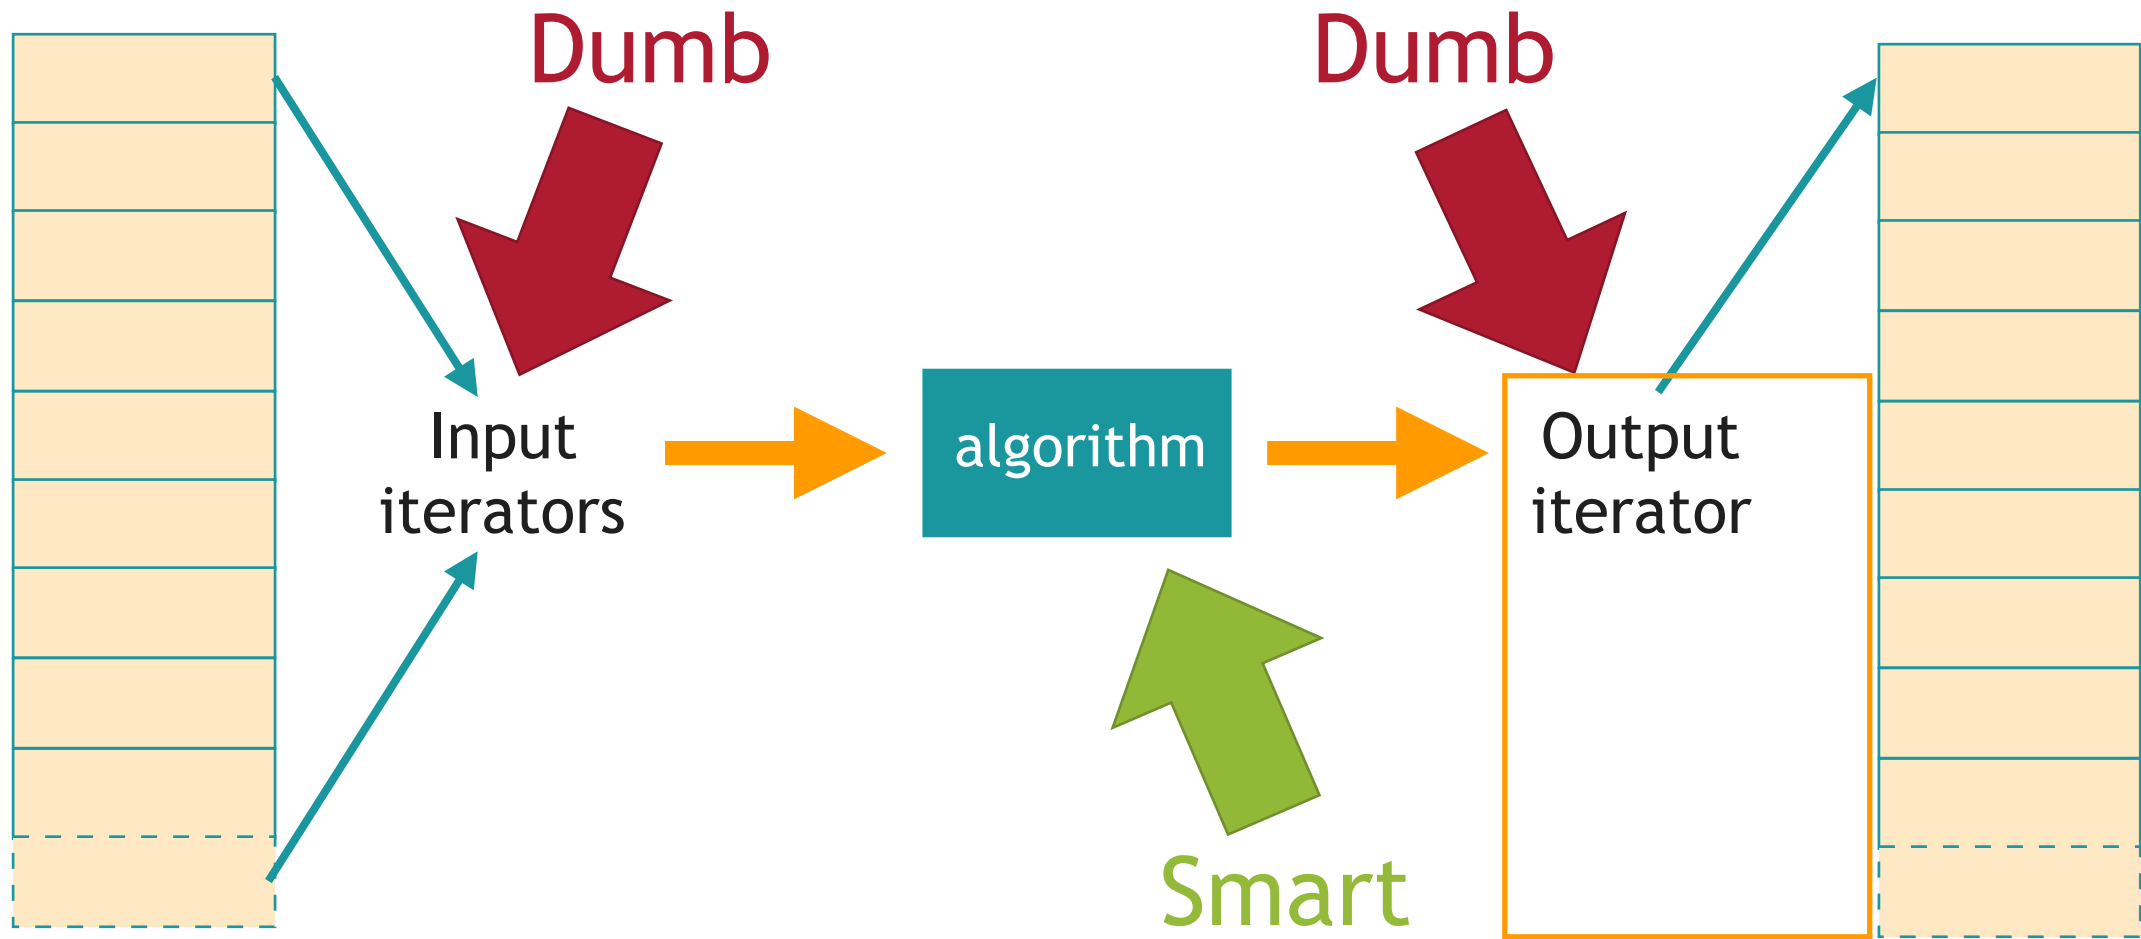 Dumb
Dumb
Input
iterators
algorithm
Output
iterator
Smart